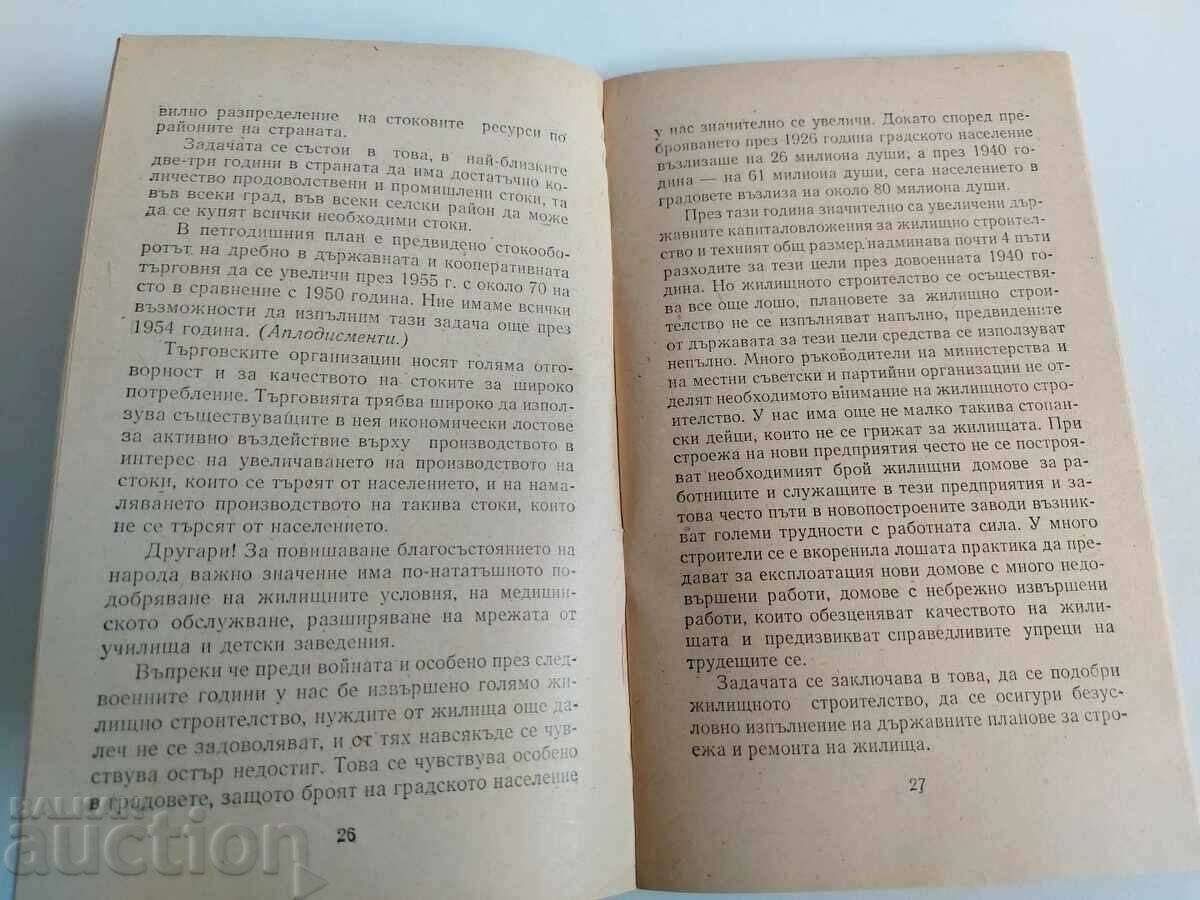 вилно разпределение на стоковите ресурси по
районите на страната.
Задачата се състои в това, в най-близките
две-три години в страната да има достатъчно ко-
личество продоволствени и промишлени стоки, та
във всеки град, във всеки селски район да може
да се купят всички необходими стоки.
В петгодишния план е предвидено стокообо-
ротът на дребно в държавната и кооперативната
търговия да се увеличи през 1955 г. с около 70 на
сто в сравнение с 1950 година. Ние имаме всички
възможности да изпълним тази задача още през
1954 година. (Аплодисменти.)
Търговските организации носят голяма отго-
ворност и за качеството на стоките за широко
потребление. Търговията трябва широко да изпол-
зува съществуващите в нея икономически лостове
за активно въздействие върху производството в
интерес на увеличаването на производството на
стоки, които се търсят от населението, и на нама-
ляването производството на такива стоки, които
не се търсят от населението.
Другари! За повишаване благосъстоянието на
народа важно значение има по-нататъшното по-
добряване на жилищните условия, на медицин-
ското обслужване, разширяване на мрежата от
училища и детски заведения.
Въпреки че преди войната и особено през след-
военните години у нас бе извършено голямо жи-
лищно строителство, нуждите от жилища още да-
леч не се задоволяват, и от тях навсякъде се чув-
ствува остър недостиг. Това се чувствува особено
в градовете, защото броят на градското население
26
у нас значително се увеличи. Докато според пре-
брояването през 1926 година градското население
възлизаше на 26 милиона души, а през 1940 го-
дина — на 61 милиона души, сега населението в
градовете възлиза на около 80 милиона души.
През тази година значително са увеличени дър-
жавните капиталовложения за жилищно строител-
ство и техният общ размер надминава почти 4 пъти
разходите за тези цели през довоенната 1940 го-
дина. Но жилищното строителство се осъществя-
ва все още лошо, плановете за жилищно строи-
телство не се изпълняват напълно, предвидените
от държавата за тези цели средства се използуват
непълно. Много ръководители на министерства и
на местни съветски и партийни организации не от-
делят необходимото внимание на жилищното стро-
ителство. У нас има още не малко такива стопан-
ски дейци, които не се грижат за жилищата. При
строежа на нови предприятия често не се построя-
ват необходимият брой жилищни домове за ра-
ботниците и служащите в тези предприятия и за-
това често пъти в новопостроените заводи възник-
ват големи трудности с работната сила. У много
строители се е вкоренила лошата практика да пре-
дават за експлоатация нови домове с много недо-
вършени работи, домове с небрежно извършени
работи, които обезценяват качеството на жили-
щата и предизвикват справедливите упреци на
трудещите се.
Задачата се заключава в това, да се подобри
жилищното строителство, да се осигури безус-
ловно изпълнение на държавните планове за стро-
ежа и ремонта на жилища.
27
BALKAN
auction